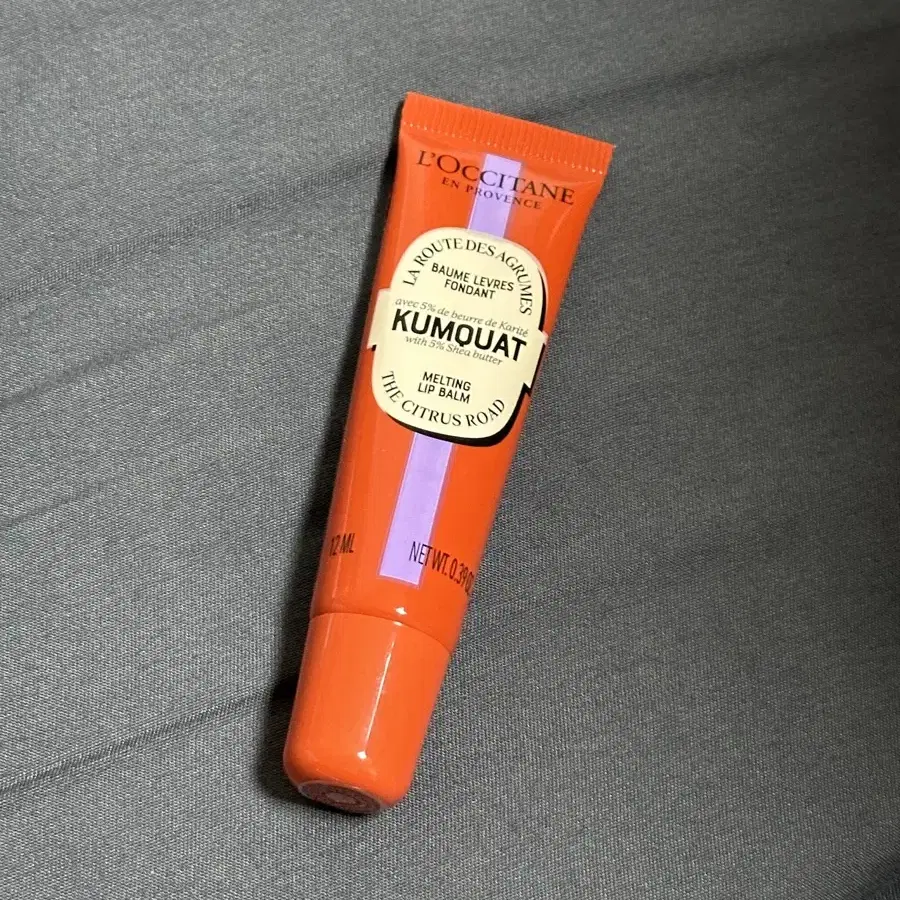 L'OCCITANE
EN PROVENCE
LA ROUTE DES AGRUMES
BAUME LEVRES
FONDANT
avec 5% de beurre de Karité
KUMQUAT
with 5% Shea butter
MELTING
LIP BALM
THE CITRUS ROAD
12 ML
NET WT. 0.39 OZ